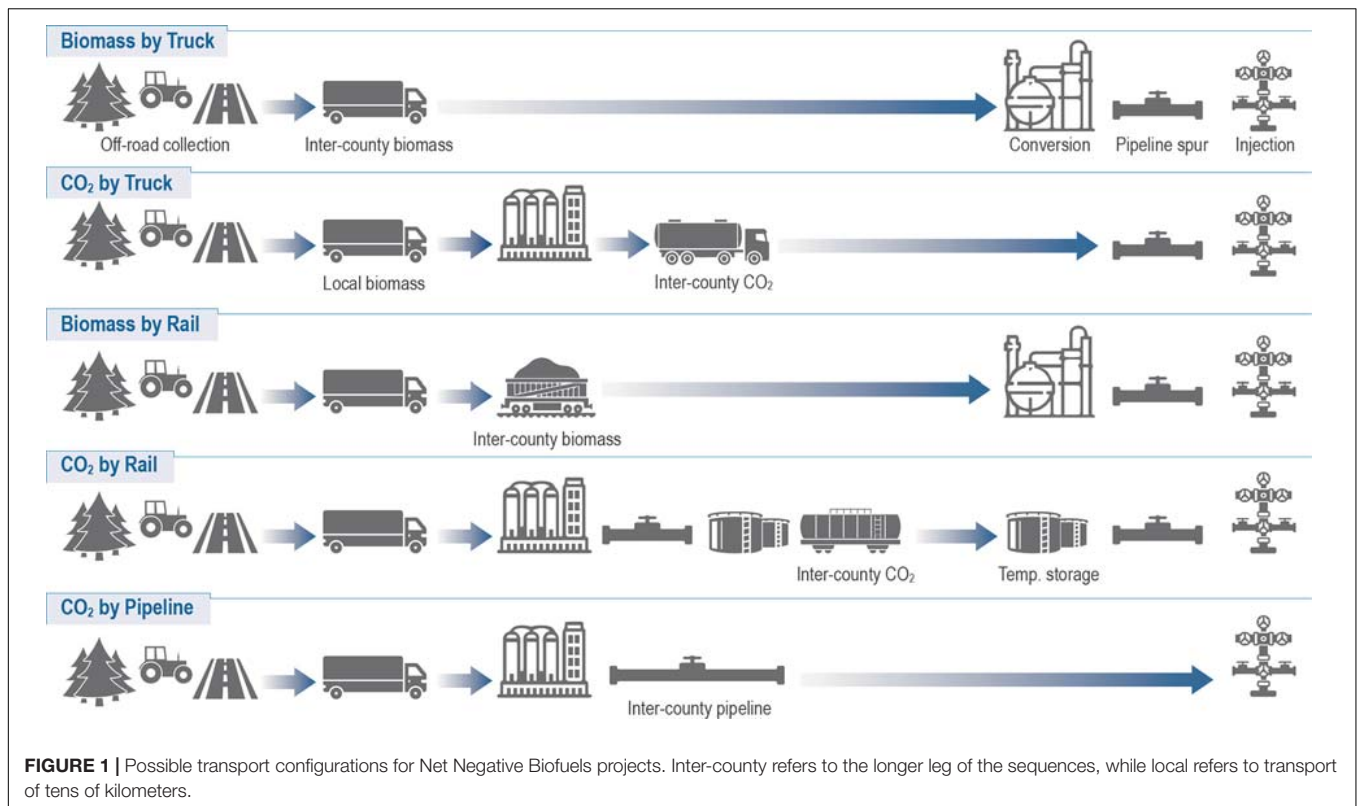 Biomass by Truck
Off-road collection
Inter-county biomass
Conversion
Pipeline spur
Injection
CO₂ by Truck
Local biomass
Inter-county CO₂
Biomass by Rail
Inter-county biomass
CO₂ by Rail
Inter-county CO₂
Temp. storage
CO₂ by Pipeline
Inter-county pipeline
FIGURE 1 | Possible transport configurations for Net Negative Biofuels projects. Inter-county refers to the longer leg of the sequences, while local refers to transport
of tens of kilometers.